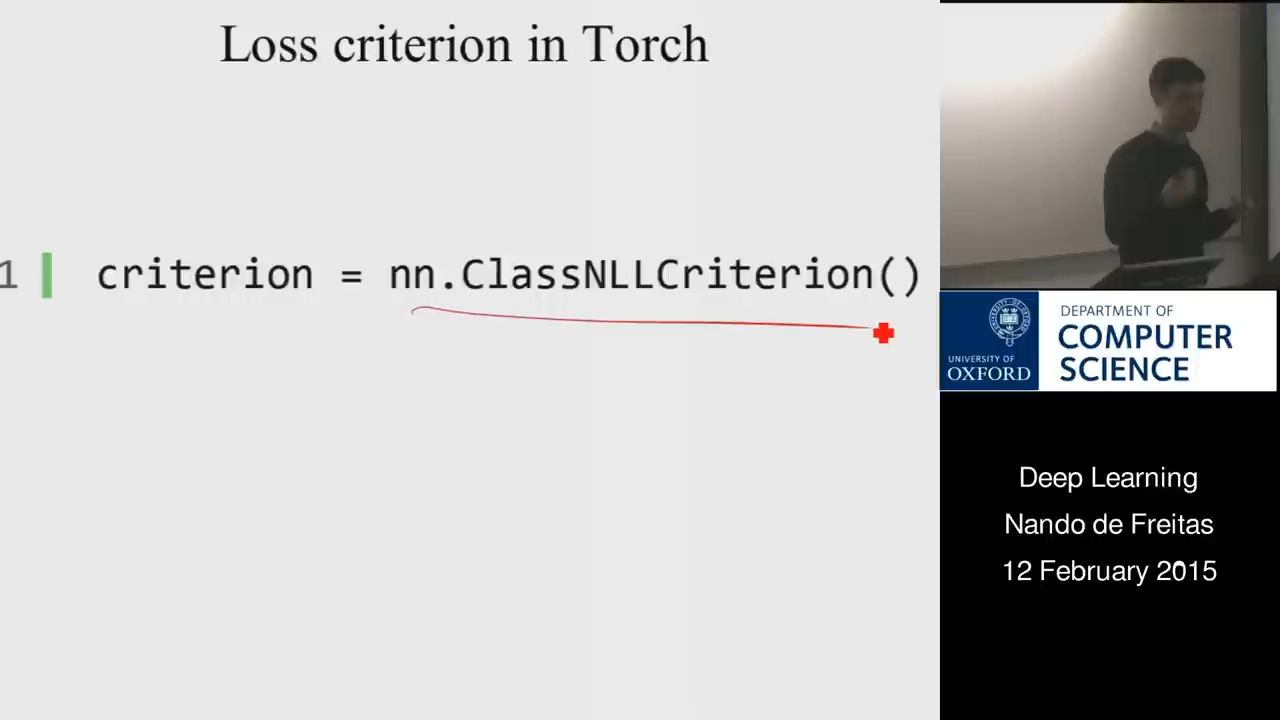 Loss criterion in Torch
1 criterion = nn.ClassNLLCriterion()
UNIVERSITY OF
OXFORD
DEPARTMENT OF
COMPUTER
SCIENCE
Deep Learning
Nando de Freitas
12 February 2015